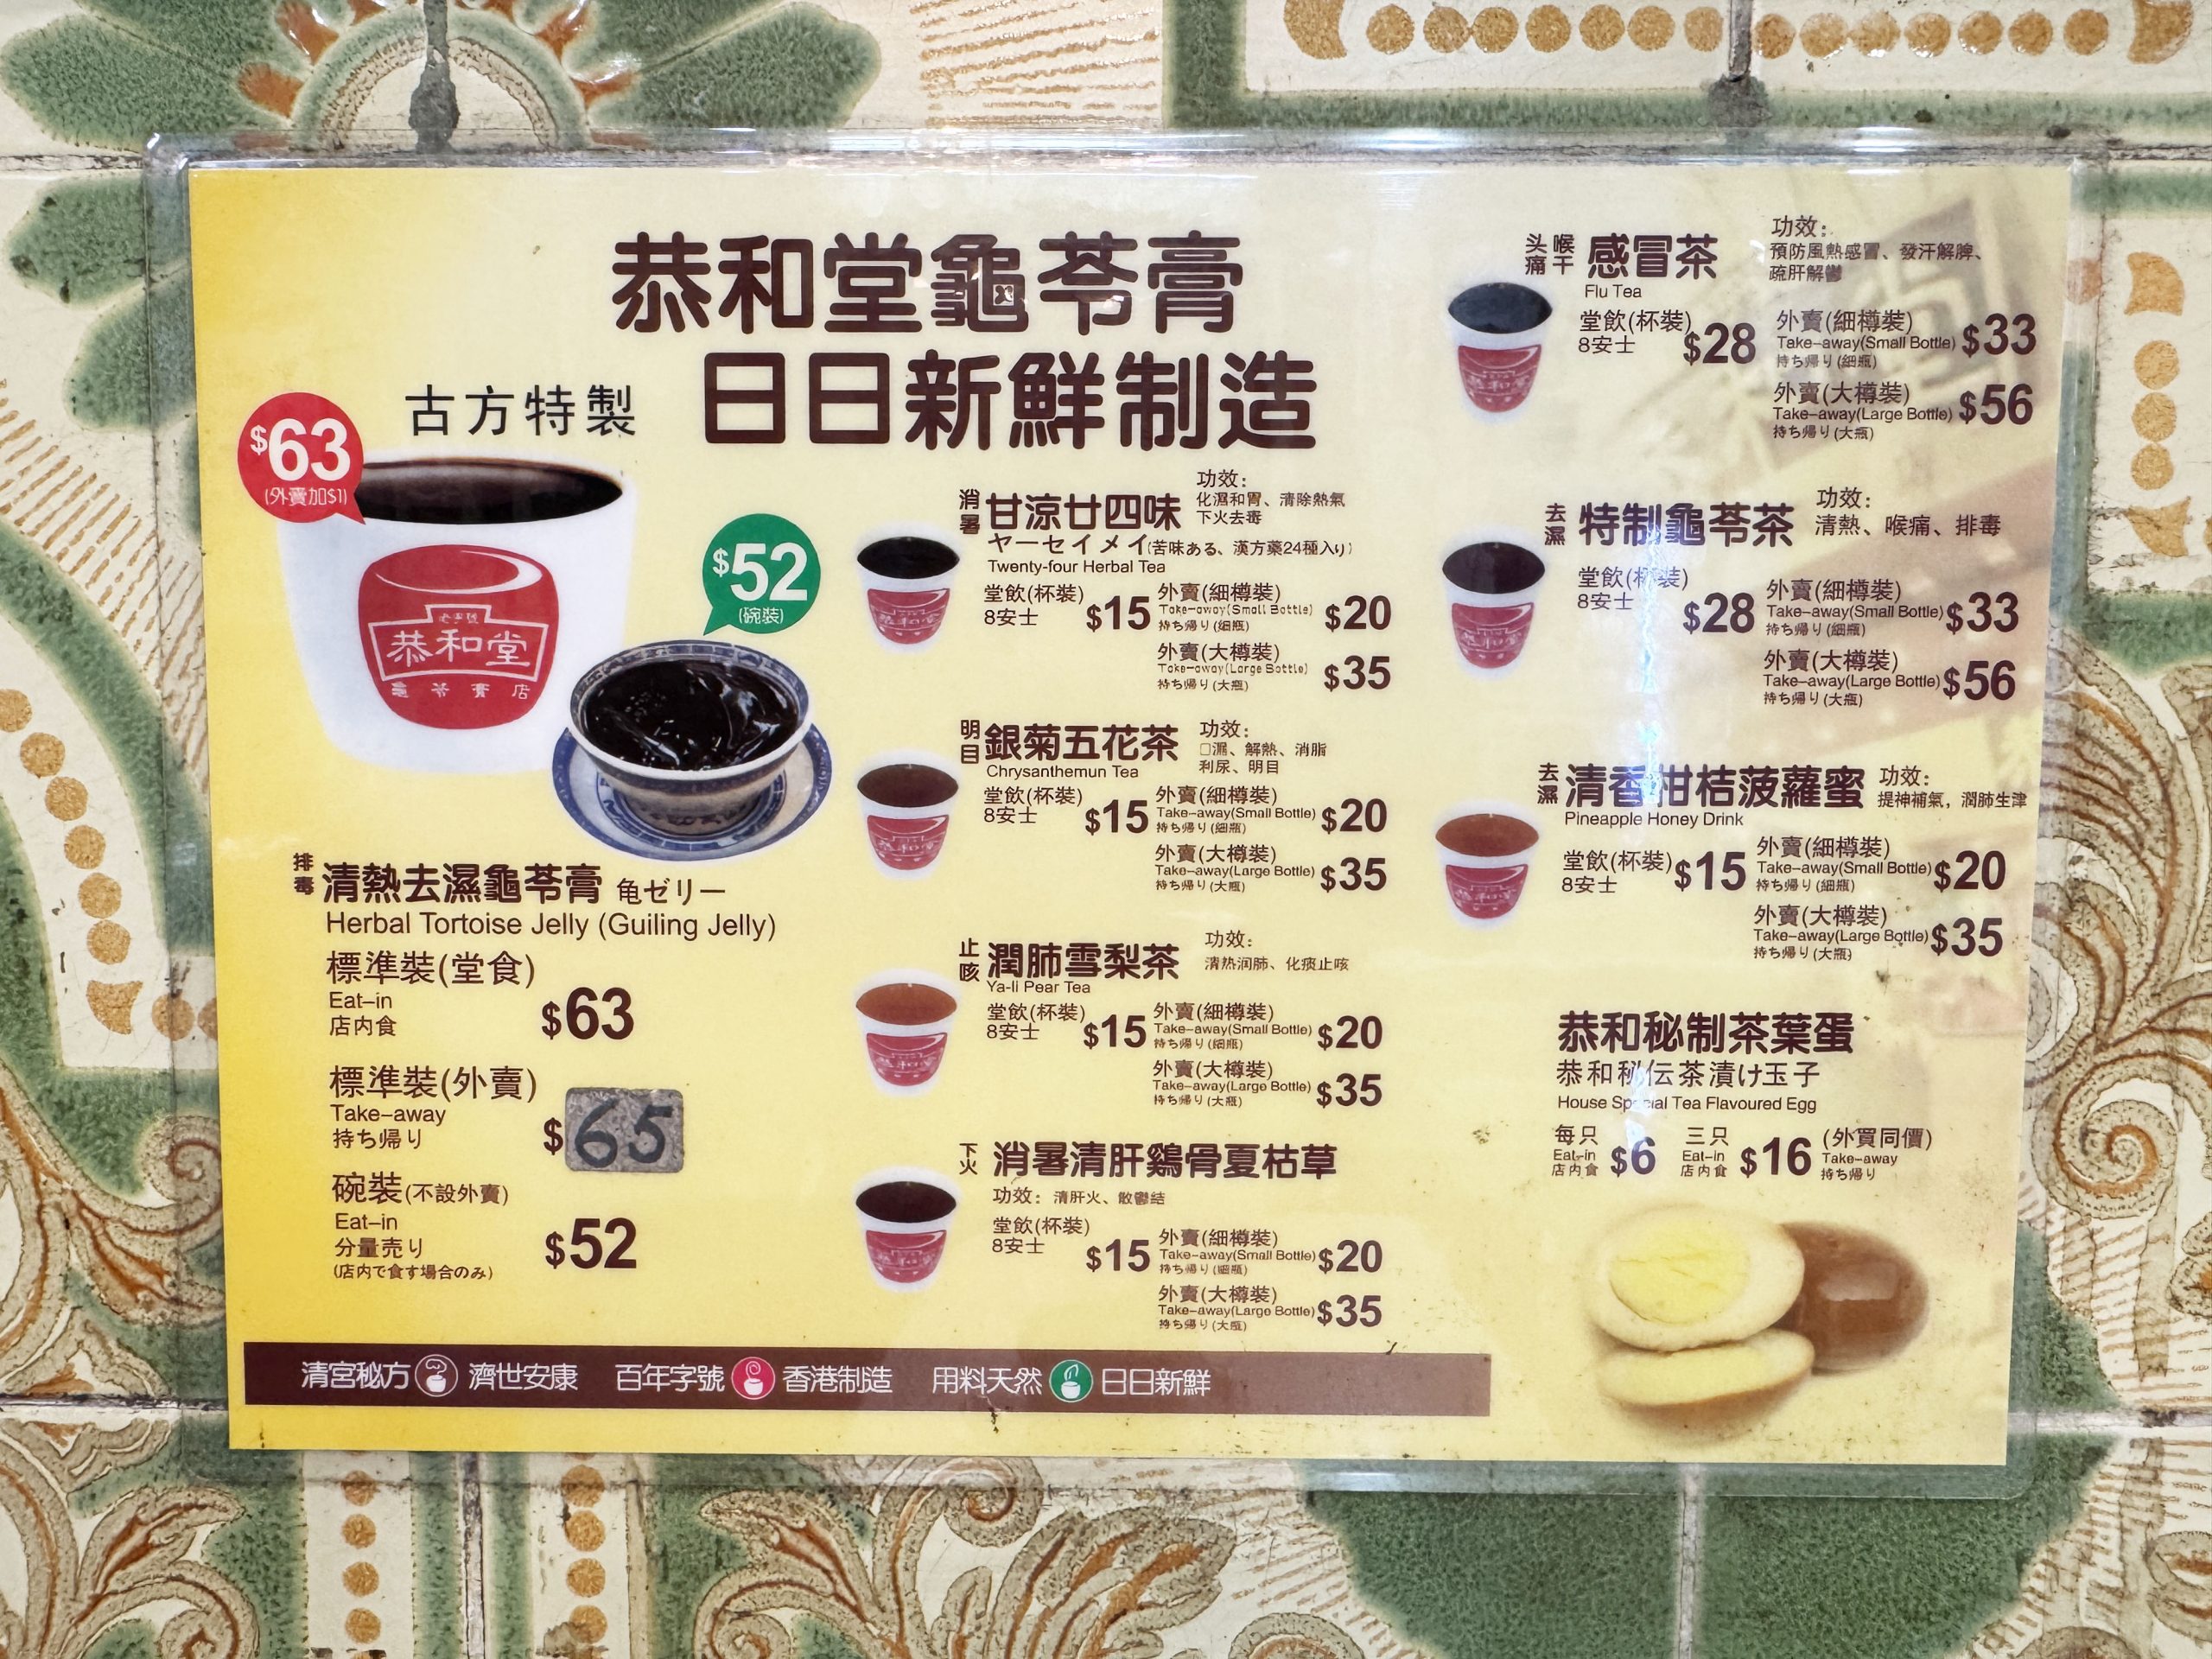 恭和堂龜苓膏
日日新鮮制造
古方特製
$63
(外賣加$1)
恭和堂
龜苓膏店
$52
(碗裝)
排毒
清熱去濕龜苓膏 亀ゼリー
Herbal Tortoise Jelly (Guiling Jelly)
標準裝(堂食)
Eat-in
店内食
$63
標準裝(外賣)
Take-away
持ち帰り
$65
碗裝(不設外賣)
Eat-in
分量売り
(店内で食す場合のみ)
$52
消暑
甘涼廿四味
功效:
化濕和胃、清除熱氣
下火去毒
ヤーセイメイ(苦味ある、漢方薬24種入り)
Twenty-four Herbal Tea
堂飲(杯裝)
8安士
$15
外賣(細樽裝)
Take-away(Small Bottle)
持ち帰り(細瓶)
$20
外賣(大樽裝)
Take-away(Large Bottle)
持ち帰り(大瓶)
$35
明目
銀菊五花茶
功效:
□濕、解熱、消脂
利尿、明目
Chrysanthemun Tea
堂飲(杯裝)
8安士
$15
外賣(細樽裝)
Take-away(Small Bottle)
持ち帰り(細瓶)
$20
外賣(大樽裝)
Take-away(Large Bottle)
持ち帰り(大瓶)
$35
止咳
潤肺雪梨茶
功效:
清热润肺、化痰止咳
Ya-li Pear Tea
堂飲(杯裝)
8安士
$15
外賣(細樽裝)
Take-away(Small Bottle)
持ち帰り(細瓶)
$20
外賣(大樽裝)
Take-away(Large Bottle)
持ち帰り(大瓶)
$35
下火
消暑清肝鷄骨夏枯草
功效: 清肝火、散鬱結
堂飲(杯裝)
8安士
$15
外賣(細樽裝)
Take-away(Small Bottle)
持ち帰り(細瓶)
$20
外賣(大樽裝)
Take-away(Large Bottle)
持ち帰り(大瓶)
$35
头痛
喉干
感冒茶
Flu Tea
功效:
預防風熱感冒、發汗解脾、
疏肝解鬱
堂飲(杯裝)
8安士
$28
外賣(細樽裝)
Take-away(Small Bottle)
持ち帰り(細瓶)
$33
外賣(大樽裝)
Take-away(Large Bottle)
持ち帰り(大瓶)
$56
去濕
特制龜苓茶
功效:
清熱、喉痛、排毒
堂飲(杯裝)
8安士
$28
外賣(細樽裝)
Take-away(Small Bottle)
持ち帰り(細瓶)
$33
外賣(大樽裝)
Take-away(Large Bottle)
持ち帰り(大瓶)
$56
去濕
清香柑桔菠蘿蜜
Pineapple Honey Drink
功效:
提神補氣，潤肺生津
堂飲(杯裝)
8安士
$15
外賣(細樽裝)
Take-away(Small Bottle)
持ち帰り(細瓶)
$20
外賣(大樽裝)
Take-away(Large Bottle)
持ち帰り(大瓶)
$35
恭和秘制茶葉蛋
恭和秘伝茶漬け玉子
House Special Tea Flavoured Egg
每只
Eat-in
店内食
$6
三只
Eat-in
店内食
$16
(外買同價)
Take-away
持ち帰り
清宮秘方 濟世安康 百年字號 香港制造 用料天然 日日新鮮